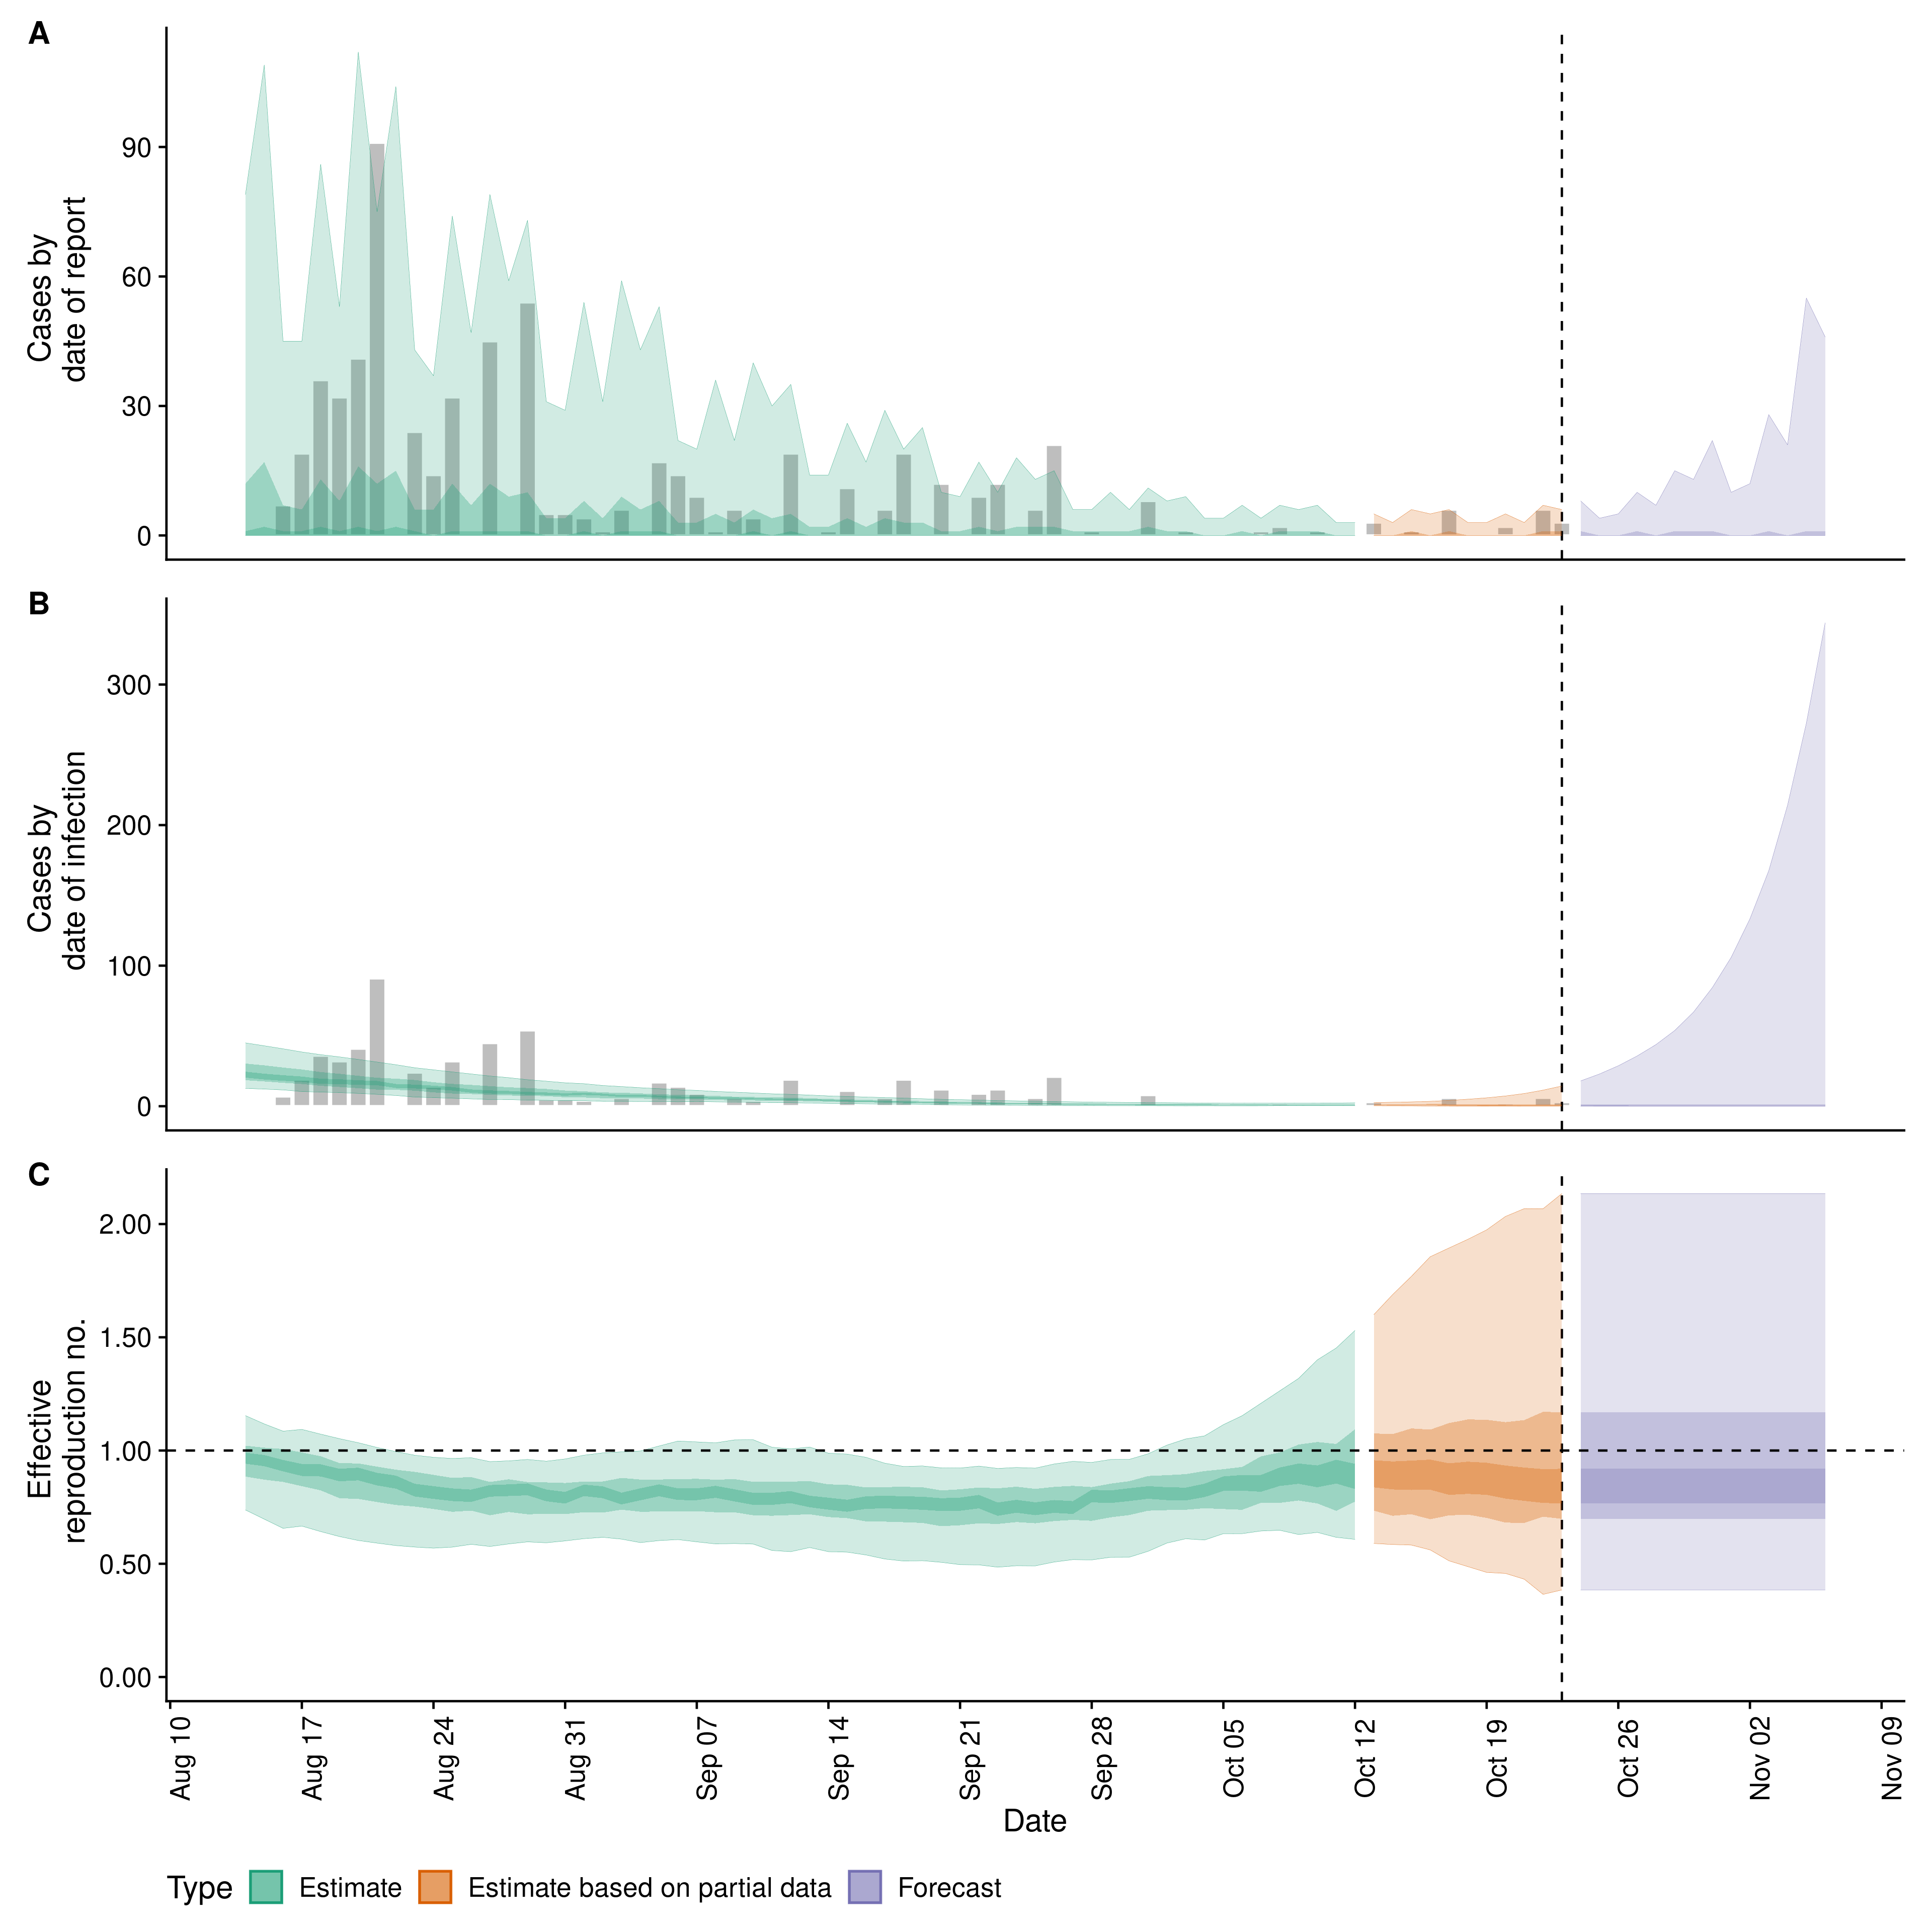 A
Cases by
date of report
90
60
30
0
B
Cases by
date of infection
300
200
100
0
C
Effective
reproduction no.
2.00
1.50
1.00
0.50
0.00
Aug 10
Aug 17
Aug 24
Aug 31
Sep 07
Sep 14
Sep 21
Sep 28
Oct 05
Oct 12
Oct 19
Oct 26
Nov 02
Nov 09
Date
Type Estimate Estimate based on partial data Forecast